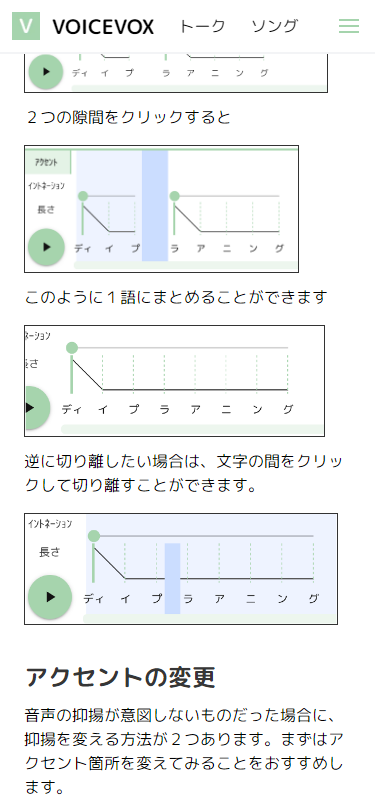 V VOICEVOX トーク ソング
ディ イ プ ラ ア ニ ン グ
２つの隙間をクリックすると
アクセント
イントネーション
長さ
ディ イ プ ラ ア ニ ン グ
このように１語にまとめることができます
ネーション
長さ
ディ イ プ ラ ア ニ ン グ
逆に切り離したい場合は、文字の間をクリッ
クして切り離すことができます。
イントネーション
長さ
ディ イ プ ラ ア ニ ン グ
アクセントの変更
音声の抑揚が意図しないものだった場合に、
抑揚を変える方法が２つあります。まずはア
クセント箇所を変えてみることをおすすめし
ます。